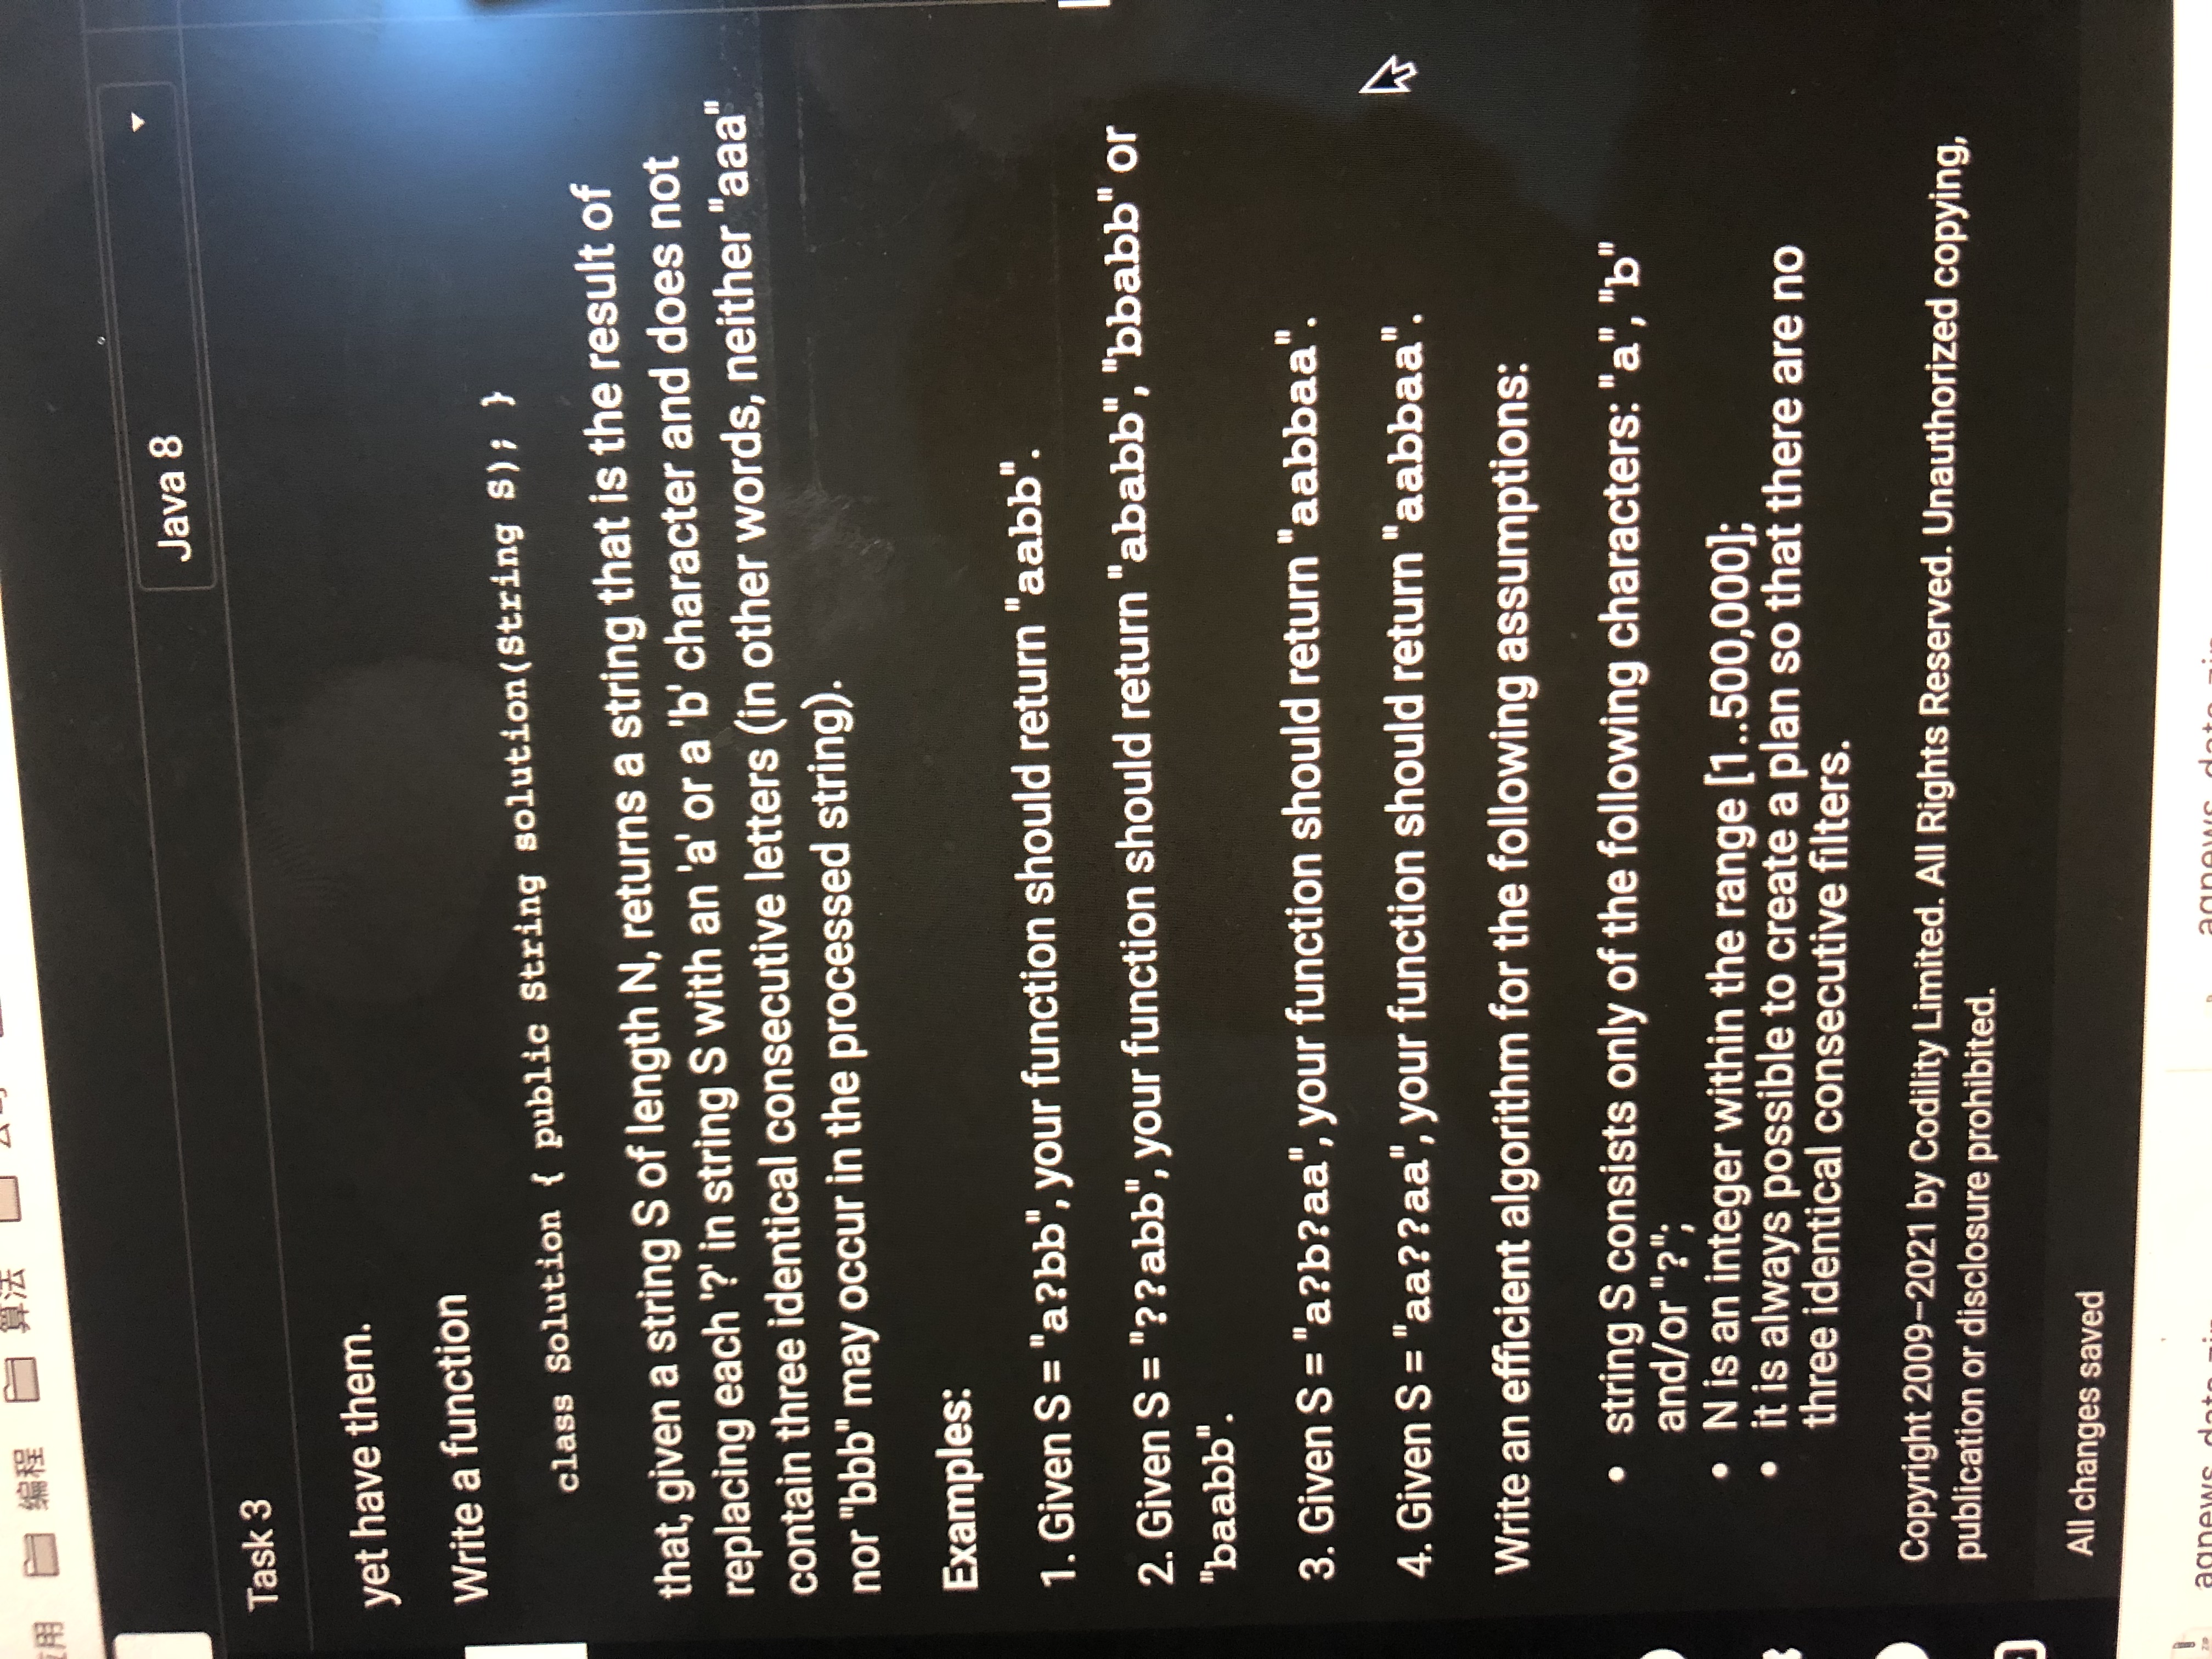 用 编程 算法
Java 8
Task 3
yet have them.
Write a function
class Solution { public String solution(String S); }
that, given a string S of length N, returns a string that is the result of
replacing each '?' in string S with an 'a' or a 'b' character and does not
contain three identical consecutive letters (in other words, neither "aaa"
nor "bbb" may occur in the processed string).
Examples:
1. Given S = "a?bb", your function should return "aabb".
2. Given S = "??abb", your function should return "ababb", "bbabb" or
"baabb".
3. Given S = "a?b?aa", your function should return "aabbaa".
4. Given S = "aa??aa", your function should return "aabbaa".
Write an efficient algorithm for the following assumptions:
• string S consists only of the following characters: "a", "b"
and/or "?";
• N is an integer within the range [1..500,000];
• it is always possible to create a plan so that there are no
three identical consecutive filters.
Copyright 2009–2021 by Codility Limited. All Rights Reserved. Unauthorized copying,
publication or disclosure prohibited.
All changes saved